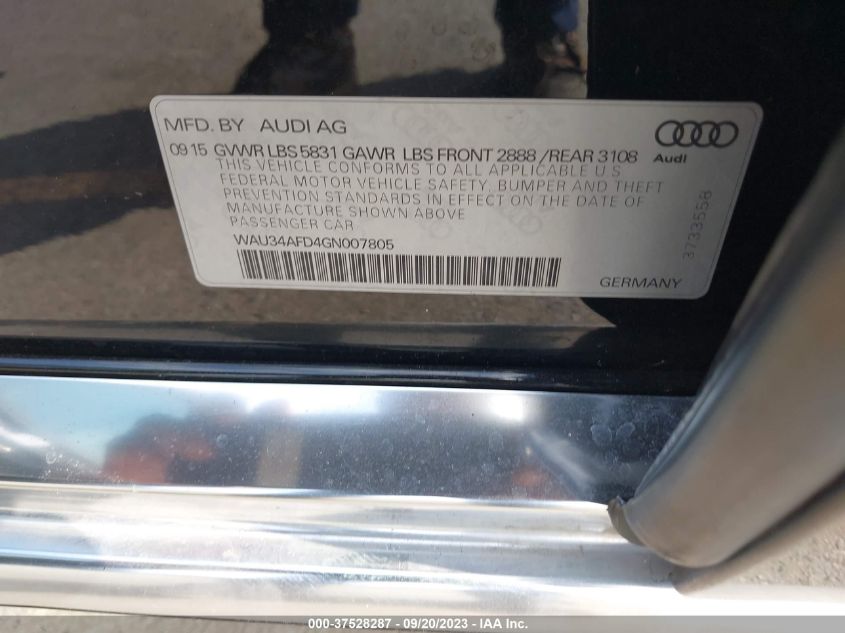 MFD. BY AUDI AG
09 15 GVWR LBS 5831 GAWR LBS FRONT 2888 /REAR 3108
Audi
THIS VEHICLE CONFORMS TO ALL APPLICABLE U.S
FEDERAL MOTOR VEHICLE SAFETY, BUMPER AND THEFT
PREVENTION STANDARDS IN EFFECT ON THE DATE OF
MANUFACTURE SHOWN ABOVE
PASSENGER CAR
WAU34AFD4GN007805
3733558
GERMANY
000-37528287 - 09/20/2023 - IAA Inc.